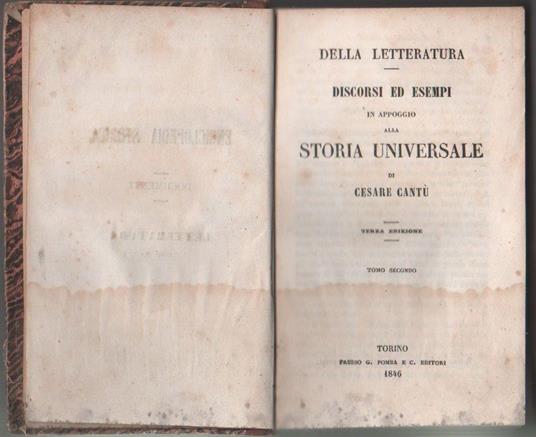 DELLA LETTERATURA
DISCORSI ED ESEMPI
IN APPOGGIO
ALLA
STORIA UNIVERSALE
DI
CESARE CANTÙ
TERZA EDIZIONE
TOMO SECONDO
TORINO
PRESSO G. POMBA E C. EDITORI
1846